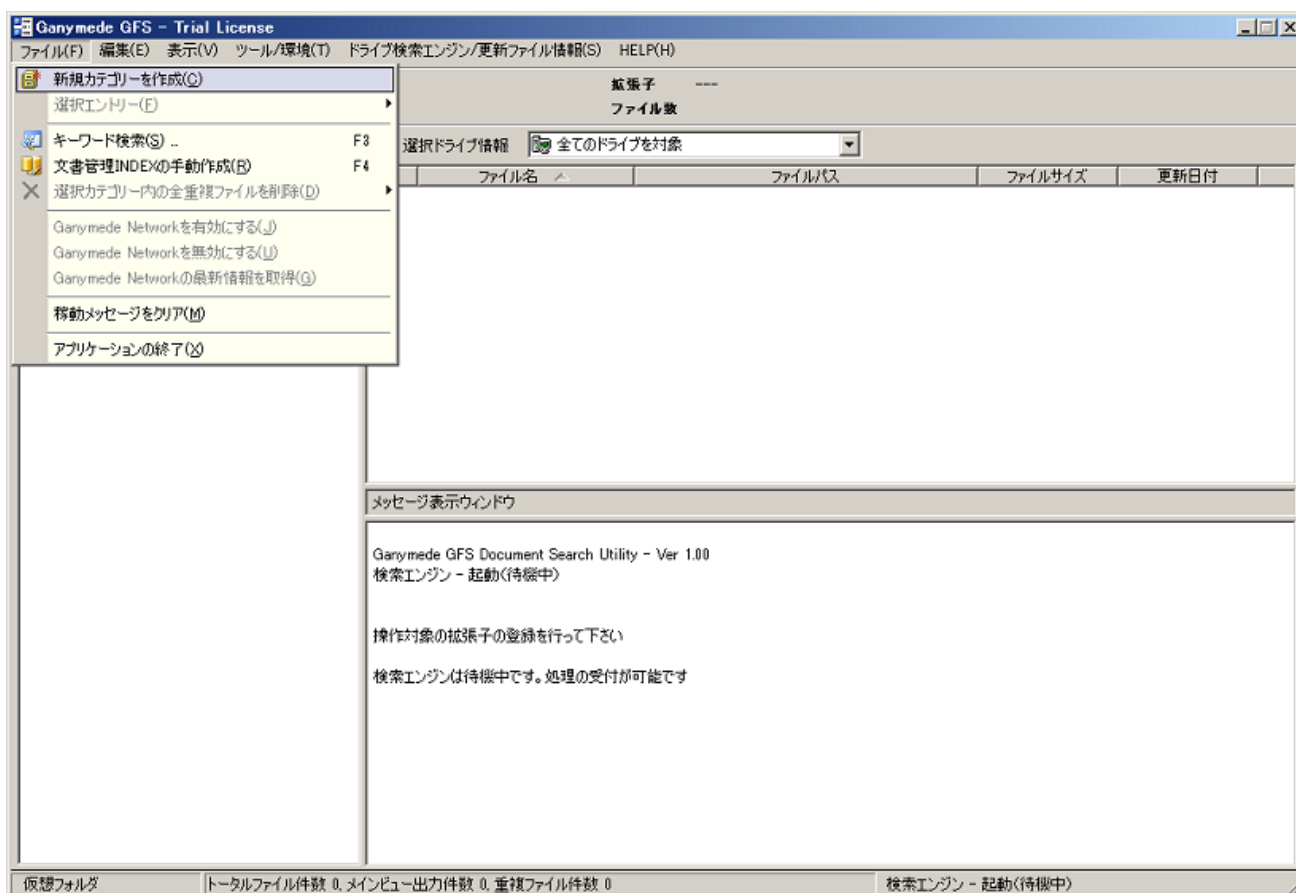 Ganymede GFS - Trial License
ファイル(F) 編集(E) 表示(V) ツール/環境(T) ドライブ検索エンジン/更新ファイル情報(S) HELP(H)
新規カテゴリーを作成(C)
選択エントリー(F)
キーワード検索(S) .. F3
文書管理INDEXの手動作成(R) F4
選択カテゴリー内の全重複ファイルを削除(D)
Ganymede Networkを有効にする(J)
Ganymede Networkを無効にする(U)
Ganymede Networkの最新情報を取得(G)
稼動メッセージをクリア(M)
アプリケーションの終了(X)
拡張子 ---
ファイル数
選択ドライブ情報 全てのドライブを対象
ファイル名 ファイルパス ファイルサイズ 更新日付
メッセージ表示ウィンドウ
Ganymede GFS Document Search Utility - Ver 1.00
検索エンジン - 起動(待機中)
操作対象の拡張子の登録を行って下さい
検索エンジンは待機中です。処理の受付が可能です
仮想フォルダ トータルファイル件数 0, メインビュー出力件数 0, 重複ファイル件数 0 検索エンジン - 起動(待機中)